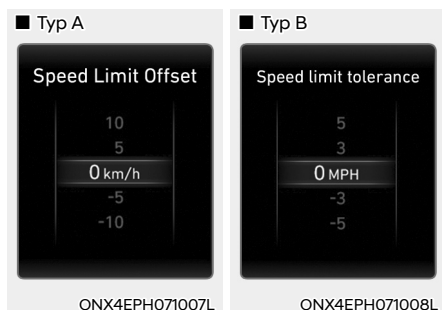 ■ Typ A
Speed Limit Offset
10
5
0 km/h
-5
-10
ONX4EPH071007L
■ Typ B
Speed limit tolerance
5
3
0 MPH
-3
-5
ONX4EPH071008L